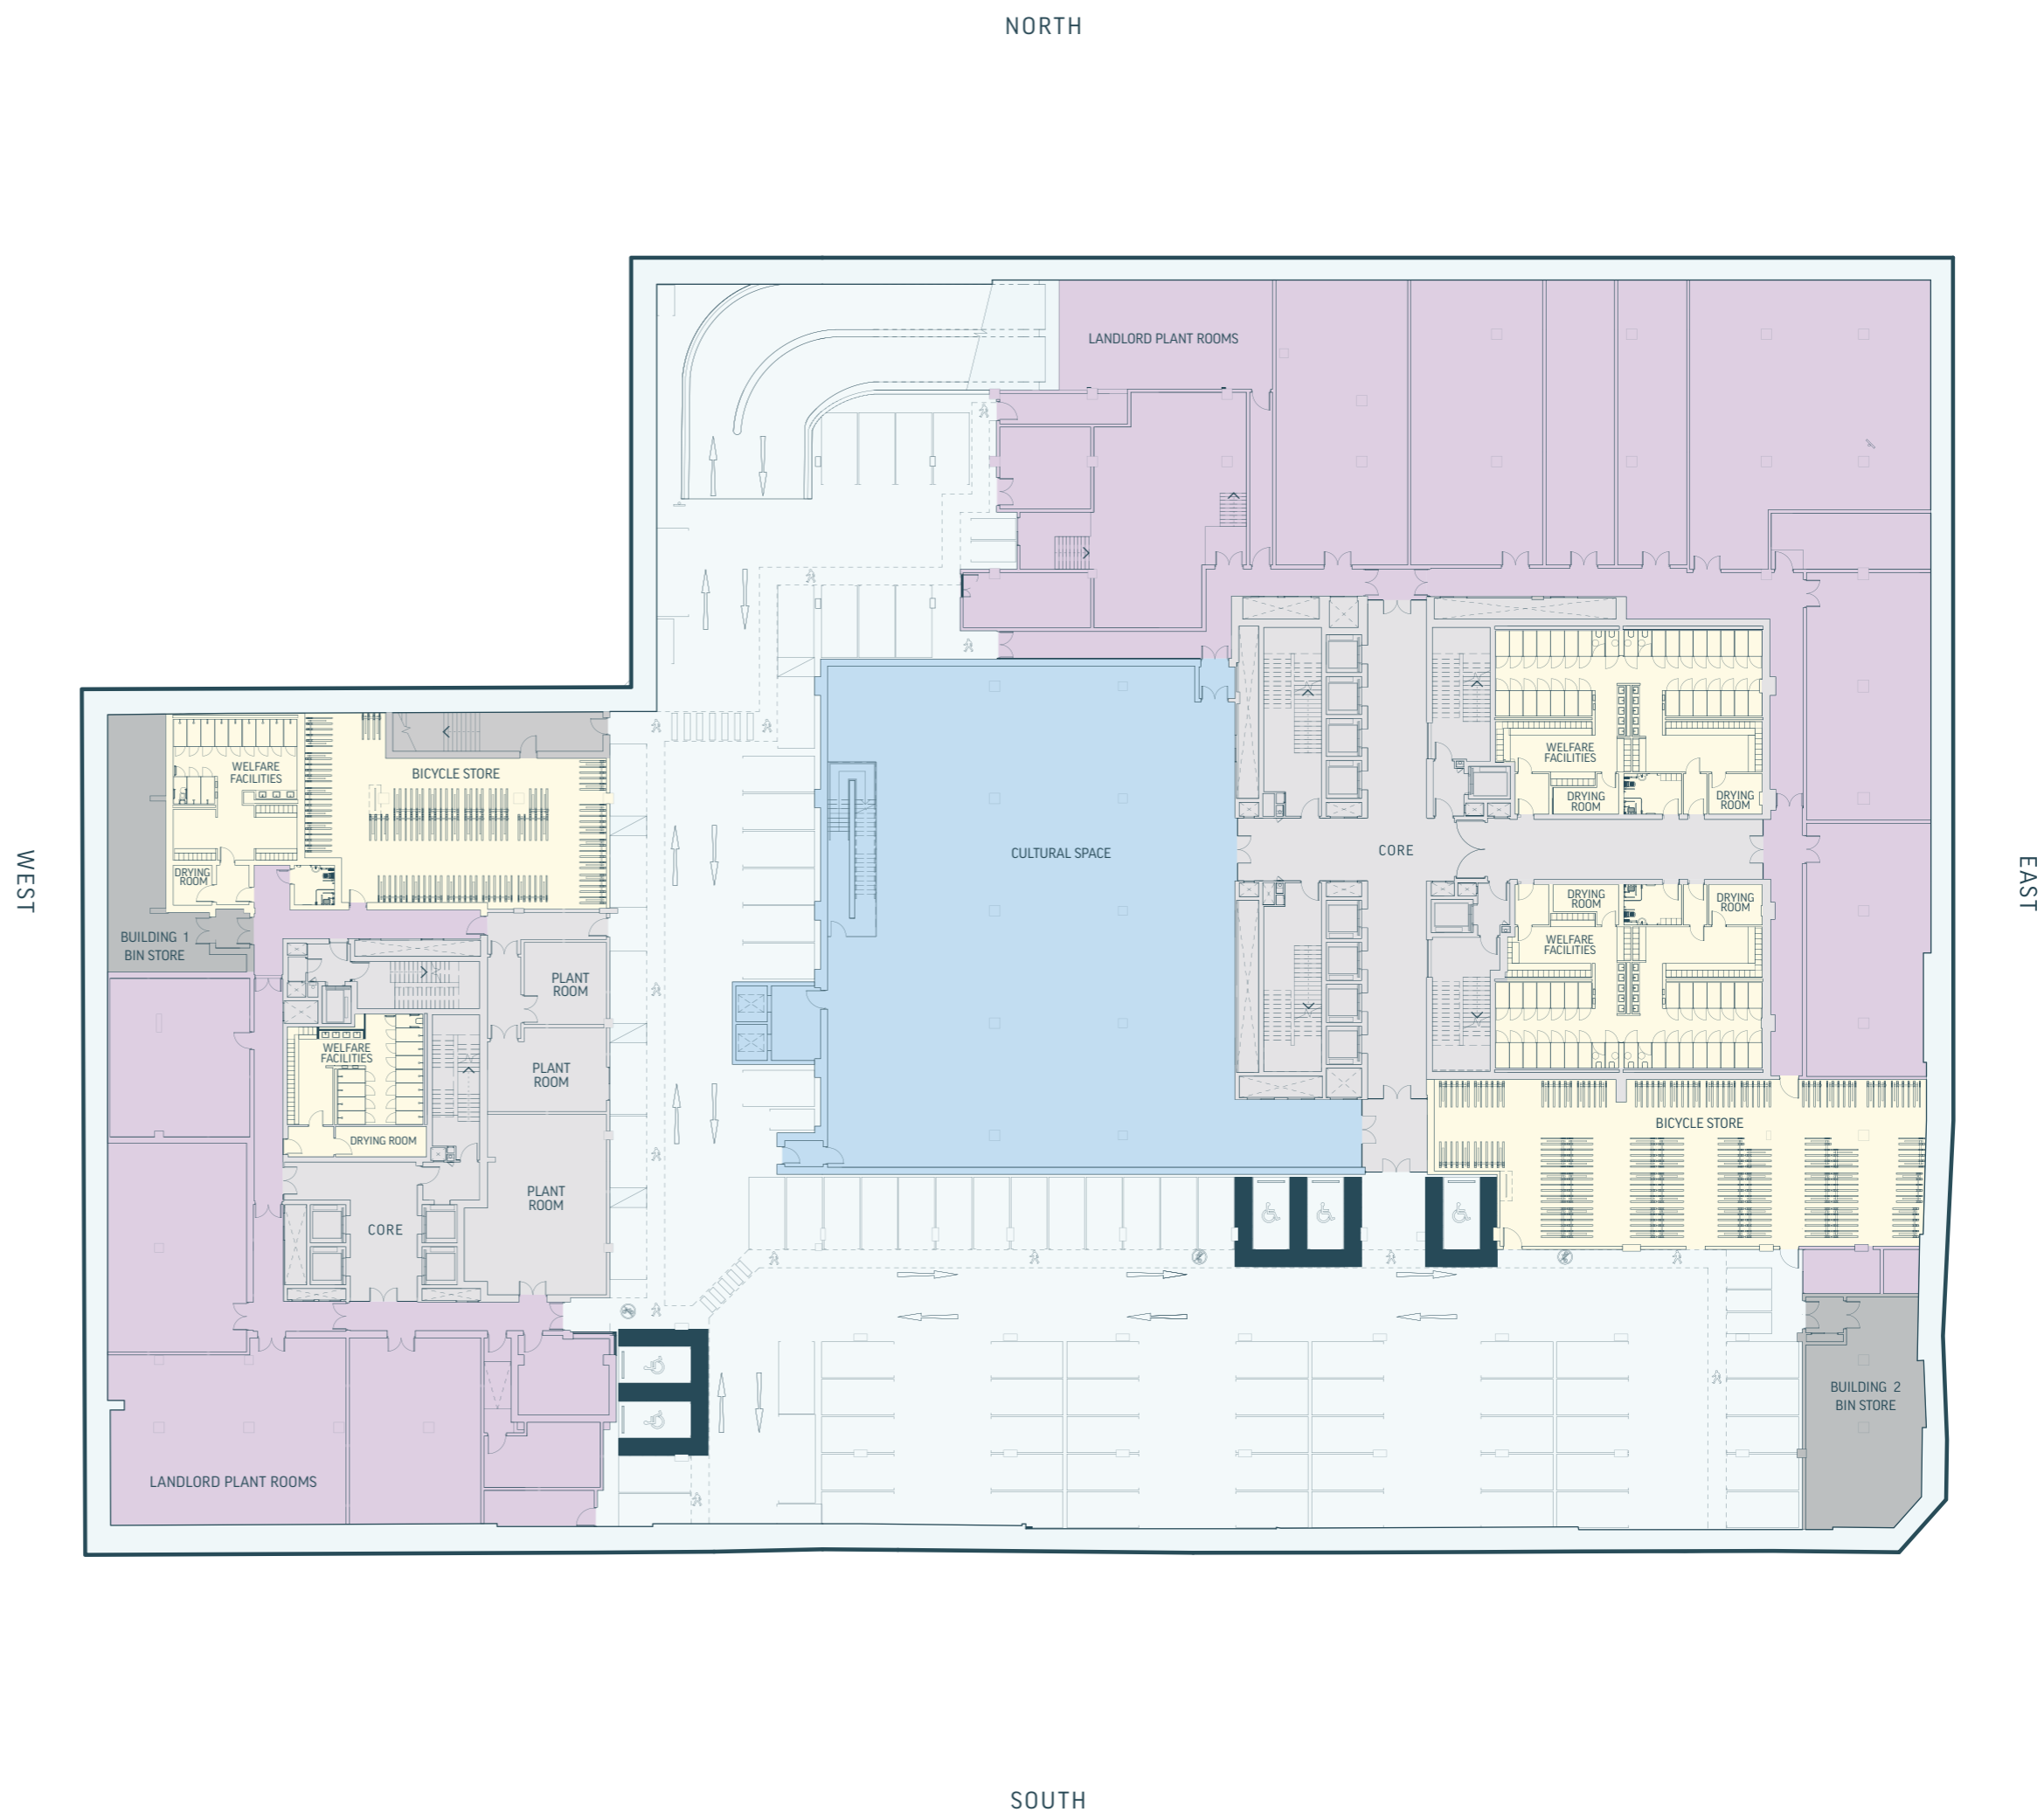 NORTH
LANDLORD PLANT ROOMS
WELFARE
FACILITIES
BICYCLE STORE
WELFARE
FACILITIES
DRYING
ROOM
DRYING
ROOM
WEST
CULTURAL SPACE
CORE
EAST
DRYING
ROOM
DRYING
ROOM
DRYING
ROOM
BUILDING 1
BIN STORE
WELFARE
FACILITIES
PLANT
ROOM
WELFARE
FACILITIES
PLANT
ROOM
BICYCLE STORE
DRYING ROOM
PLANT
ROOM
CORE
BUILDING 2
BIN STORE
LANDLORD PLANT ROOMS
SOUTH